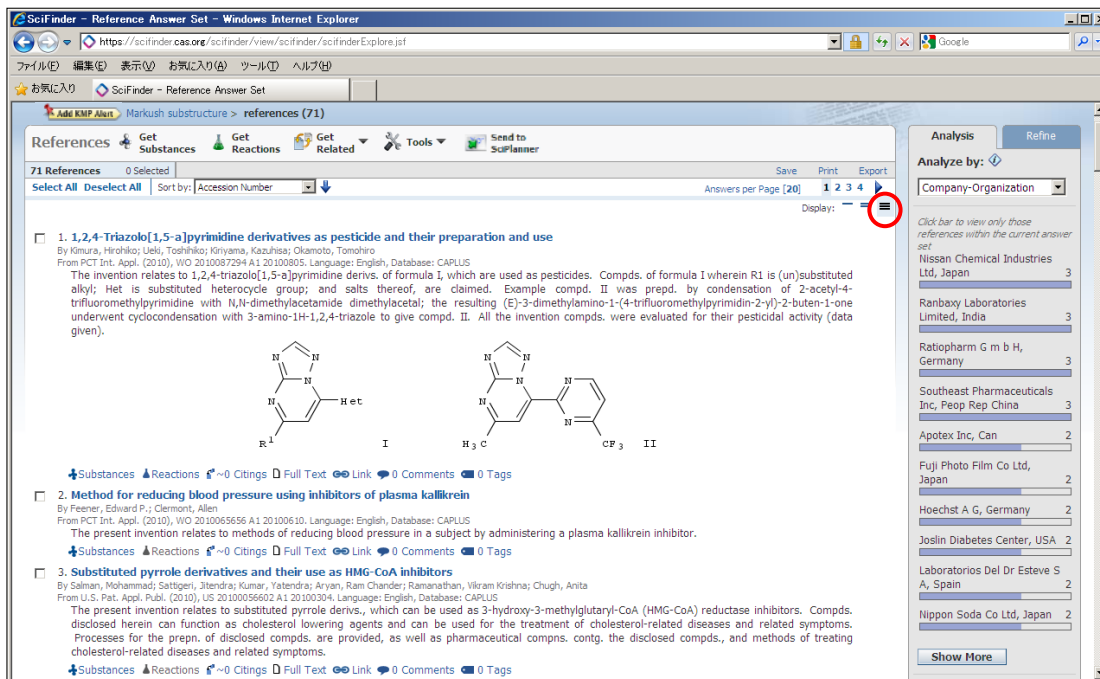 SciFinder - Reference Answer Set - Windows Internet Explorer
https://scifinder.cas.org/scifinder/view/scifinder/scifinderExplore.jsf
Google
ファイル(F) 編集(E) 表示(V) お気に入り(A) ツール(T) ヘルプ(H)
お気に入り SciFinder - Reference Answer Set
Add KMP Alert Markush substructure > references (71)
References Get Substances Get Reactions Get Related Tools Send to SciPlanner
71 References 0 Selected Save Print Export
Select All Deselect All Sort by: Accession Number Answers per Page [20] 1 2 3 4
Display:
1. 1,2,4-Triazolo[1,5-a]pyrimidine derivatives as pesticide and their preparation and use
By Kimura, Hirohiko; Ueki, Toshihiko; Kiriyama, Kazuhisa; Okamoto, Tomohiro
From PCT Int. Appl. (2010), WO 2010087294 A1 20100805. Language: English, Database: CAPLUS
The invention relates to 1,2,4-triazolo[1,5-a]pyrimidine derivs. of formula I, which are used as pesticides. Compds. of formula I wherein R1 is (un)substituted
alkyl; Het is substituted heterocycle group; and salts thereof, are claimed. Example compd. II was prepd. by condensation of 2-acetyl-4-
trifluoromethylpyrimidine with N,N-dimethylacetamide dimethylacetal; the resulting (E)-3-dimethylamino-1-(4-trifluoromethylpyrimidin-2-yl)-2-buten-1-one
underwent cyclocondensation with 3-amino-1H-1,2,4-triazole to give compd. II. All the invention compds. were evaluated for their pesticidal activity (data
given).
N N N N Het R1 I
N N N N N N H3C CF3 II
Substances Reactions ~0 Citings Full Text Link 0 Comments 0 Tags
2. Method for reducing blood pressure using inhibitors of plasma kallikrein
By Feener, Edward P.; Clermont, Allen
From PCT Int. Appl. (2010), WO 2010065656 A1 20100610. Language: English, Database: CAPLUS
The present invention relates to methods of reducing blood pressure in a subject by administering a plasma kallikrein inhibitor.
Substances Reactions ~0 Citings Full Text Link 0 Comments 0 Tags
3. Substituted pyrrole derivatives and their use as HMG-CoA inhibitors
By Salman, Mohammad; Sattigeri, Jitendra; Kumar, Yatendra; Aryan, Ram Chander; Ramanathan, Vikram Krishna; Chugh, Anita
From U.S. Pat. Appl. Publ. (2010), US 20100056602 A1 20100304. Language: English, Database: CAPLUS
The present invention relates to substituted pyrrole derivs., which can be used as 3-hydroxy-3-methylglutaryl-CoA (HMG-CoA) reductase inhibitors. Compds.
disclosed herein can function as cholesterol lowering agents and can be used for the treatment of cholesterol-related diseases and related symptoms.
Processes for the prepn. of disclosed compds. are provided, as well as pharmaceutical compns. contg. the disclosed compds., and methods of treating
cholesterol-related diseases and related symptoms.
Substances Reactions ~0 Citings Full Text Link 0 Comments 0 Tags
Analysis Refine
Analyze by:
Company-Organization
Click bar to view only those
references within the current answer
set
Nissan Chemical Industries
Ltd, Japan 3
Ranbaxy Laboratories
Limited, India 3
Ratiopharm G m b H,
Germany 3
Southeast Pharmaceuticals
Inc, Peop Rep China 3
Apotex Inc, Can 2
Fuji Photo Film Co Ltd,
Japan 2
Hoechst A G, Germany 2
Joslin Diabetes Center, USA 2
Laboratorios Del Dr Esteve S
A, Spain 2
Nippon Soda Co Ltd, Japan 2
Show More